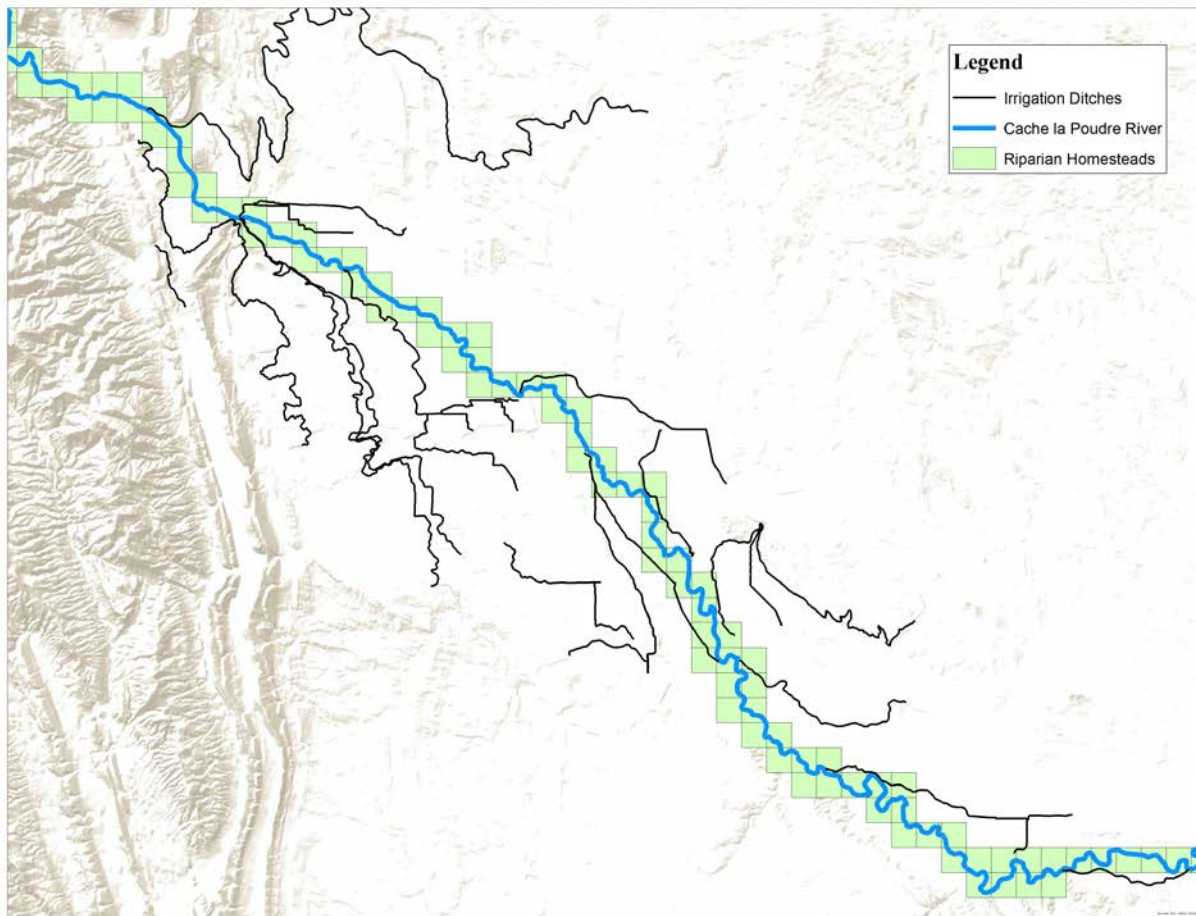 Legend
Irrigation Ditches
Cache la Poudre River
Riparian Homesteads